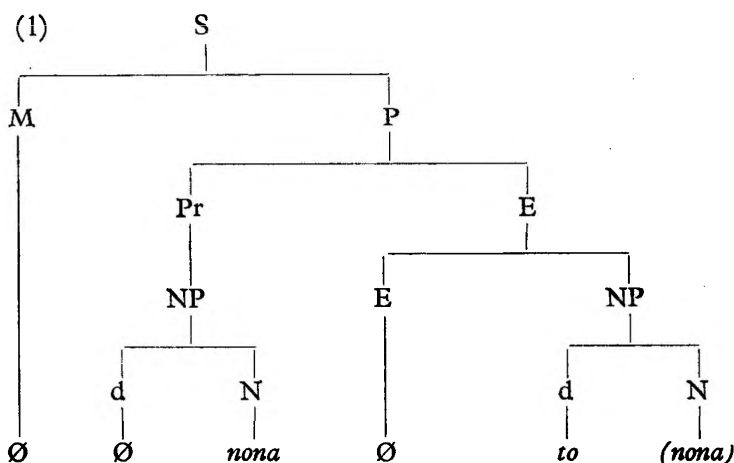 (1) S
M P
Pr E
NP E NP
d N d N
Ø Ø nona Ø to (nona)